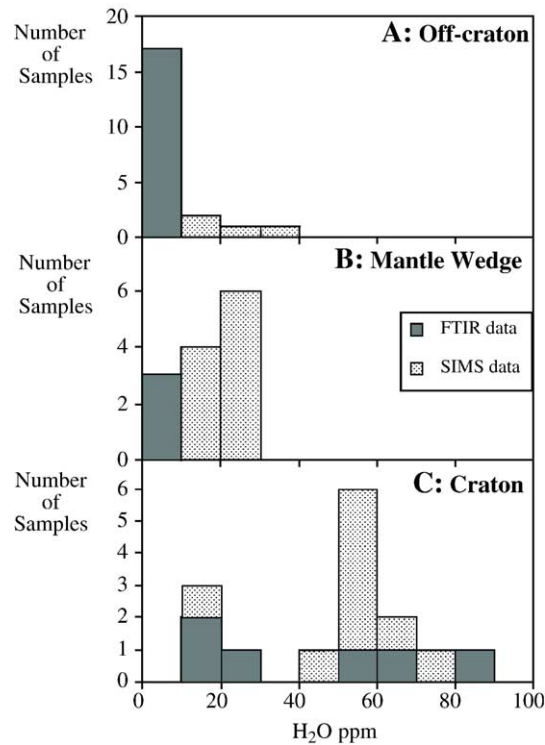 Number
of
Samples
20
15
10
5
0
A: Off-craton
Number
of
Samples
6
4
2
0
B: Mantle Wedge
FTIR data
SIMS data
Number
of
Samples
6
5
4
3
2
1
0
C: Craton
0 20 40 60 80 100
H₂O ppm